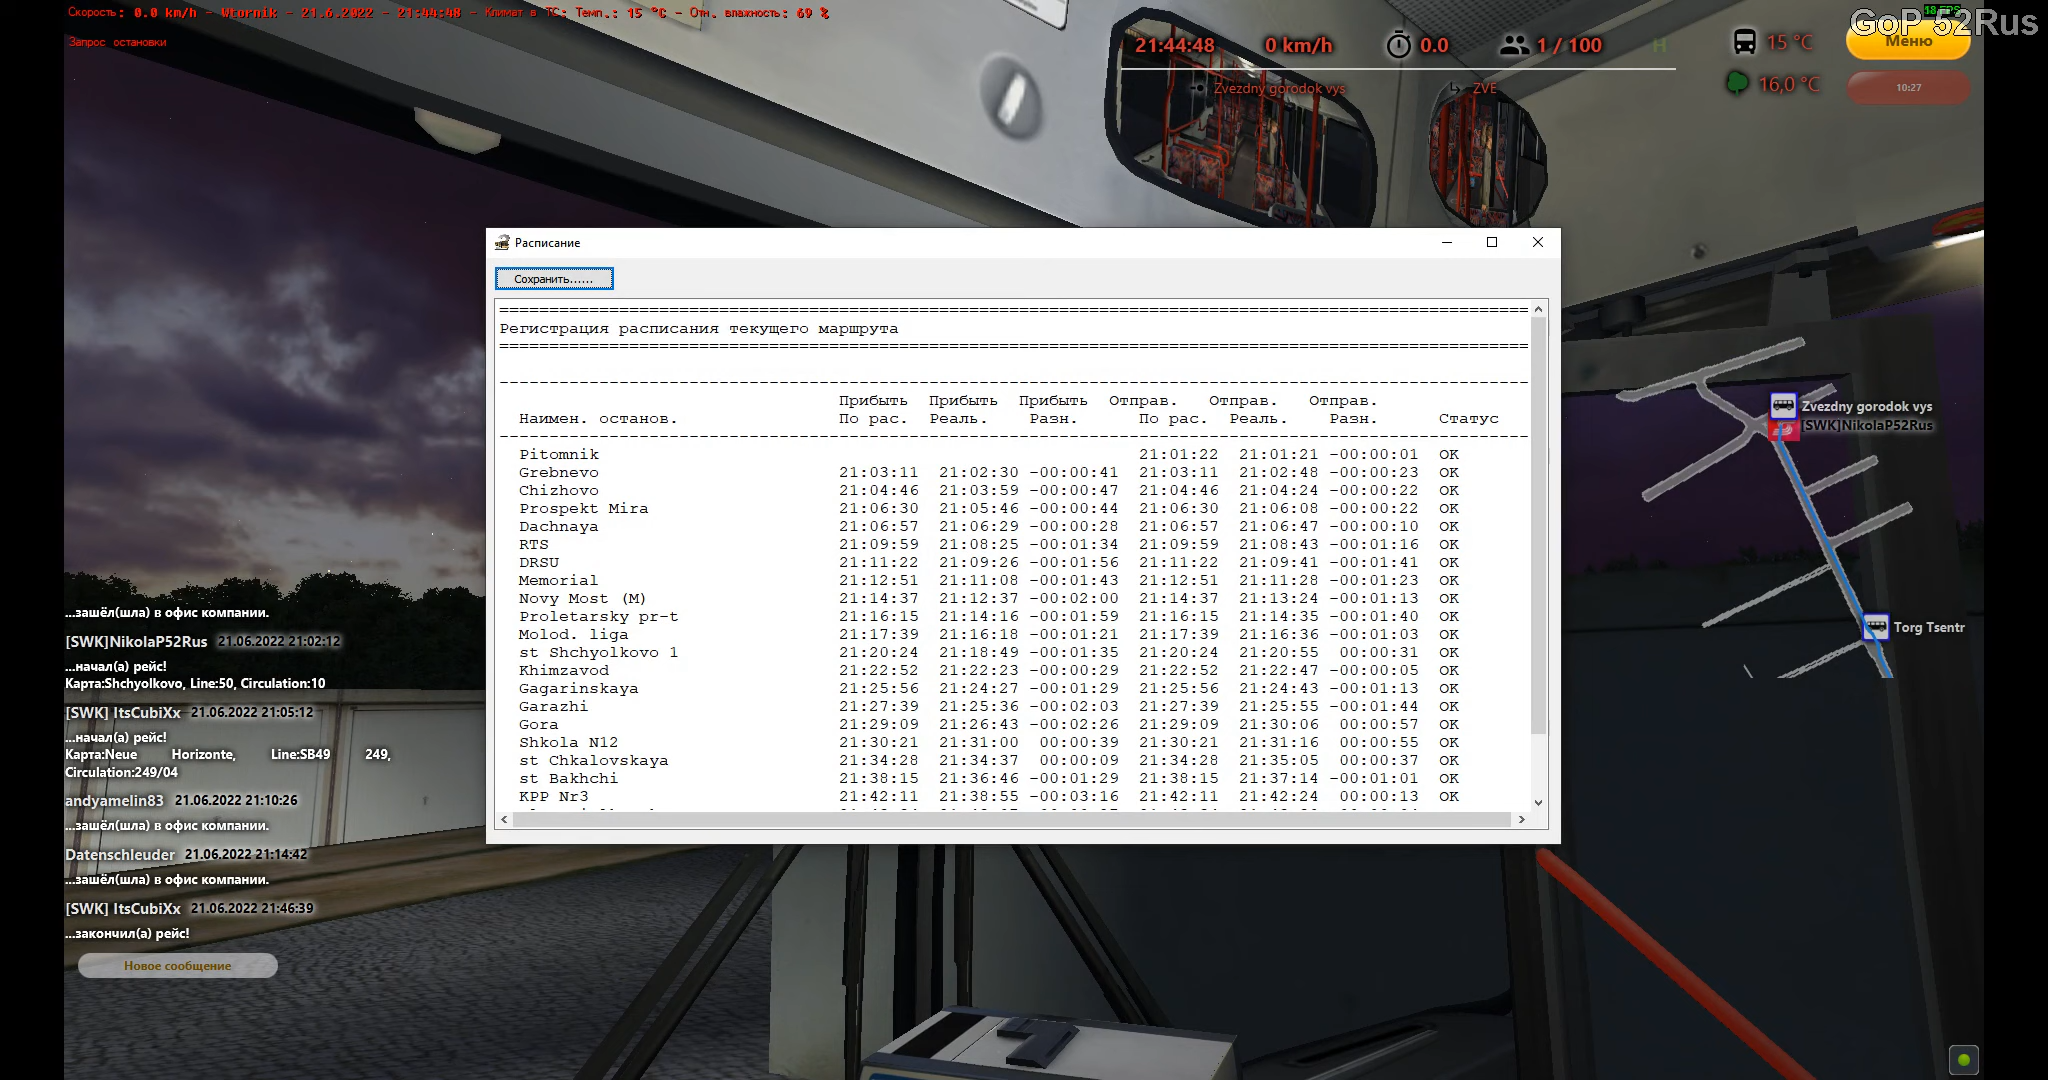 Скорость: 0.0 km/h - Wtornik - 21.6.2022 - 21:44:48 - Климат в ТС: Темп.: 15 °C - Отн. влажность: 69 %
Запрос остановки
GoP 52Rus
21:44:48 0 km/h 0.0 1 / 100 H
Zvezdny gorodok vys ZVE
15 °C
16,0 °C
Меню
10:27
Расписание
Сохранить......
Регистрация расписания текущего маршрута
Прибыть Прибыть Прибыть Отправ. Отправ. Отправ.
Наимен. останов. По рас. Реаль. Разн. По рас. Реаль. Разн. Статус
Pitomnik 21:01:22 21:01:21 -00:00:01 OK
Grebnevo 21:03:11 21:02:30 -00:00:41 21:03:11 21:02:48 -00:00:23 OK
Chizhovo 21:04:46 21:03:59 -00:00:47 21:04:46 21:04:24 -00:00:22 OK
Prospekt Mira 21:06:30 21:05:46 -00:00:44 21:06:30 21:06:08 -00:00:22 OK
Dachnaya 21:06:57 21:06:29 -00:00:28 21:06:57 21:06:47 -00:00:10 OK
RTS 21:09:59 21:08:25 -00:01:34 21:09:59 21:08:43 -00:01:16 OK
DRSU 21:11:22 21:09:26 -00:01:56 21:11:22 21:09:41 -00:01:41 OK
Memorial 21:12:51 21:11:08 -00:01:43 21:12:51 21:11:28 -00:01:23 OK
Novy Most (M) 21:14:37 21:12:37 -00:02:00 21:14:37 21:13:24 -00:01:13 OK
Proletarsky pr-t 21:16:15 21:14:16 -00:01:59 21:16:15 21:14:35 -00:01:40 OK
Molod. liga 21:17:39 21:16:18 -00:01:21 21:17:39 21:16:36 -00:01:03 OK
st Shchyolkovo 1 21:20:24 21:18:49 -00:01:35 21:20:24 21:20:55 00:00:31 OK
Khimzavod 21:22:52 21:22:23 -00:00:29 21:22:52 21:22:47 -00:00:05 OK
Gagarinskaya 21:25:56 21:24:27 -00:01:29 21:25:56 21:24:43 -00:01:13 OK
Garazhi 21:27:39 21:25:36 -00:02:03 21:27:39 21:25:55 -00:01:44 OK
Gora 21:29:09 21:26:43 -00:02:26 21:29:09 21:30:06 00:00:57 OK
Shkola N12 21:30:21 21:31:00 00:00:39 21:30:21 21:31:16 00:00:55 OK
st Chkalovskaya 21:34:28 21:34:37 00:00:09 21:34:28 21:35:05 00:00:37 OK
st Bakhchi 21:38:15 21:36:46 -00:01:29 21:38:15 21:37:14 -00:01:01 OK
KPP Nr3 21:42:11 21:38:55 -00:03:16 21:42:11 21:42:24 00:00:13 OK
Zvezdny gorodok vys
[SWK]NikolaP52Rus
Torg Tsentr
...зашёл(шла) в офис компании.
[SWK]NikolaP52Rus 21.06.2022 21:02:12
...начал(а) рейс!
Карта:Shchyolkovo, Line:50, Circulation:10
[SWK] ItsCubiXx 21.06.2022 21:05:12
...начал(а) рейс!
Карта:Neue Horizonte, Line:SB49 249,
Circulation:249/04
andyamelin83 21.06.2022 21:10:26
...зашёл(шла) в офис компании.
Datenschleuder 21.06.2022 21:14:42
...зашёл(шла) в офис компании.
[SWK] ItsCubiXx 21.06.2022 21:46:39
...закончил(а) рейс!
Новое сообщение